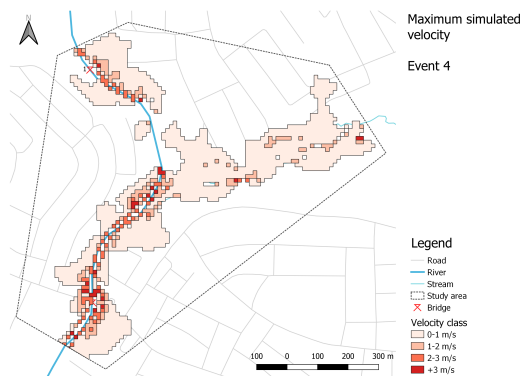 N
Maximum simulated
velocity
Event 4
Legend
Road
River
Stream
Study area
Bridge
Velocity class
0-1 m/s
1-2 m/s
2-3 m/s
+3 m/s
100 0 100 200 300 m